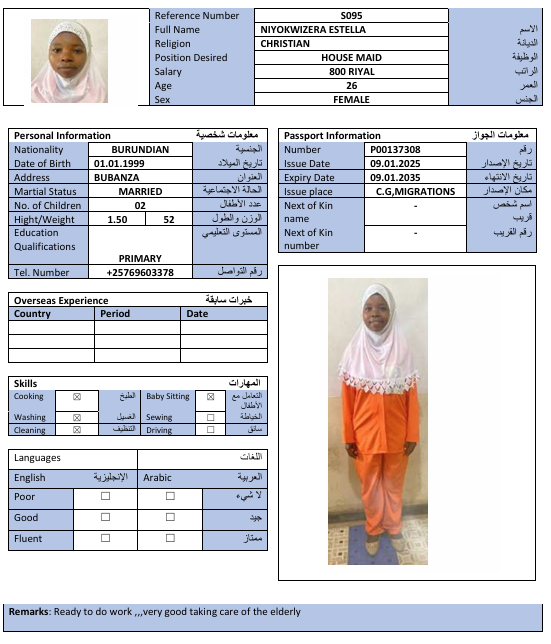 Reference Number S095
Full Name NIYOKWIZERA ESTELLA الاسم
Religion CHRISTIAN الديانة
Position Desired HOUSE MAID الوظيفة
Salary 800 RIYAL الراتب
Age 26 العمر
Sex FEMALE الجنس
Personal Information معلومات شخصية
Nationality BURUNDIAN الجنسية
Date of Birth 01.01.1999 تاريخ الميلاد
Address BUBANZA العنوان
Martial Status MARRIED الحالة الاجتماعية
No. of Children 02 عدد الأطفال
Hight/Weight 1.50 52 الوزن والطول
Education المستوى التعليمي
Qualifications
PRIMARY
Tel. Number +25769603378 رقم التواصل
Passport Information معلومات الجواز
Number P00137308 رقم
Issue Date 09.01.2025 تاريخ الإصدار
Expiry Date 09.01.2035 تاريخ الانتهاء
Issue place C.G,MIGRATIONS مكان الإصدار
Next of Kin - اسم شخص
name قريب
Next of Kin - رقم القريب
number
Overseas Experience خبرات سابقة
Country Period Date
Skills المهارات
Cooking ☒ الطبخ Baby Sitting ☒ التعامل مع
الأطفال
Washing ☒ الغسيل Sewing ☐ الخياطة
Cleaning ☒ التنظيف Driving ☐ سائق
Languages اللغات
English الإنجليزية Arabic العربية
Poor ☐ ☐ لا شيء
Good ☐ ☐ جيد
Fluent ☐ ☐ ممتاز
Remarks: Ready to do work ,,,very good taking care of the elderly